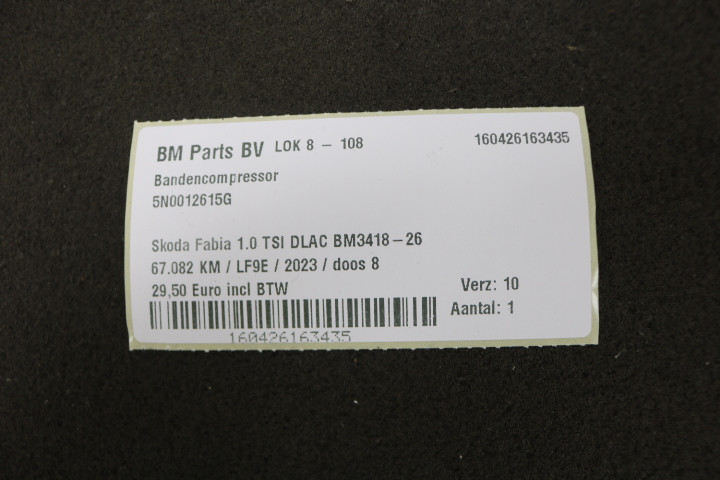 BM Parts BV LOK 8 - 108 160426163435
Bandencompressor
5N0012615G
Skoda Fabia 1.0 TSI DLAC BM3418-26
67.082 KM / LF9E / 2023 / doos 8
29,50 Euro incl BTW Verz: 10
Aantal: 1
160426163435